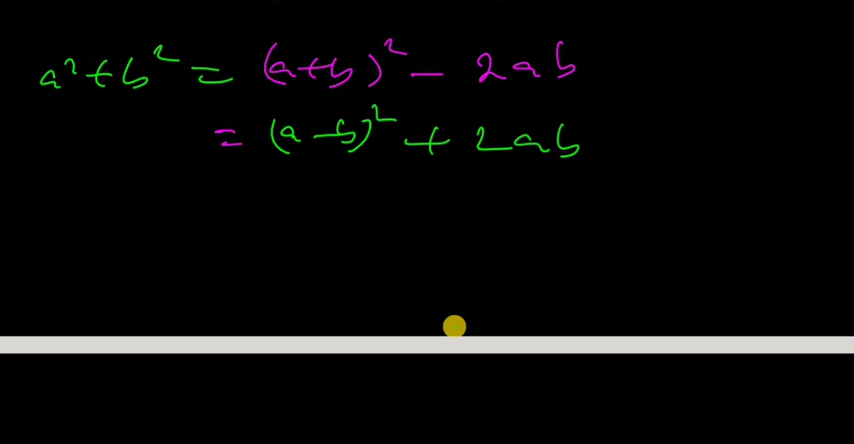 a² + b² = (a+b)² - 2ab
= (a-b)² + 2ab